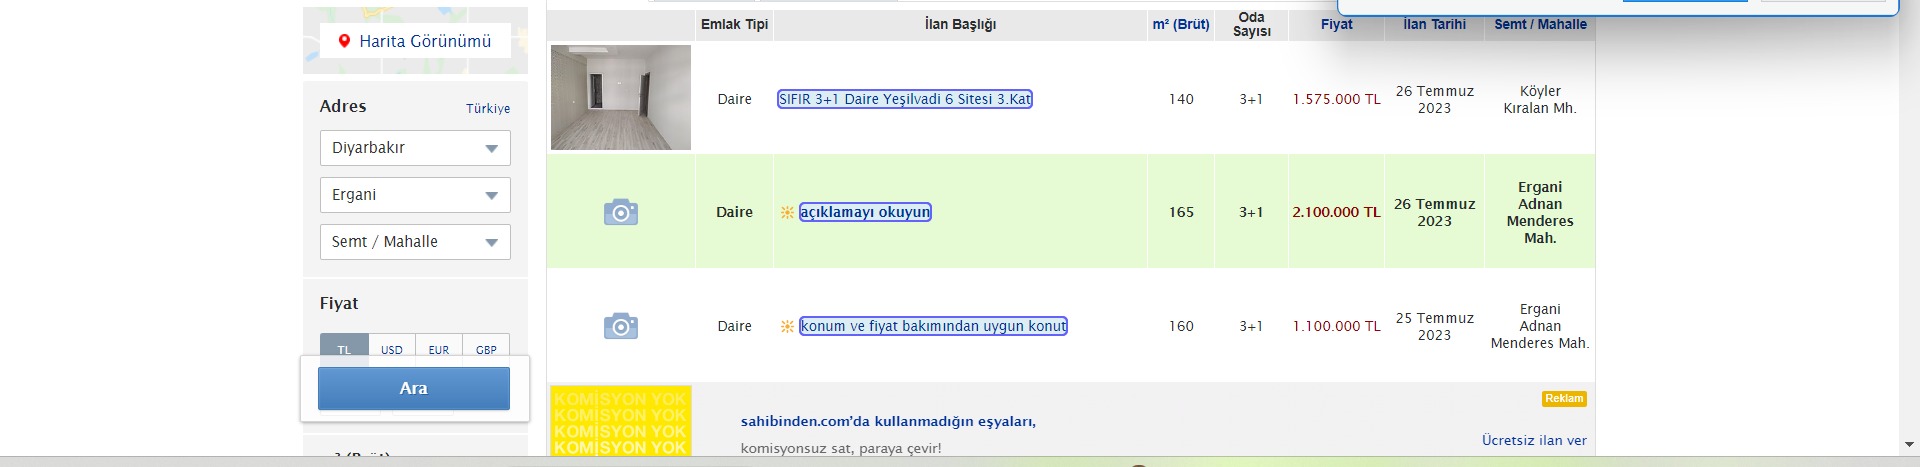 Harita Görünümü
Adres
Türkiye
Diyarbakır
Ergani
Semt / Mahalle
Fiyat
TL USD EUR GBP
Ara
Emlak Tipi
İlan Başlığı
m² (Brüt)
Oda
Sayısı
Fiyat
İlan Tarihi
Semt / Mahalle
Daire
SIFIR 3+1 Daire Yeşilvadi 6 Sitesi 3.Kat
140
3+1
1.575.000 TL
26 Temmuz
2023
Köyler
Kıralan Mh.
Daire
açıklamayı okuyun
165
3+1
2.100.000 TL
26 Temmuz
2023
Ergani
Adnan
Menderes
Mah.
Daire
konum ve fiyat bakımından uygun konut
160
3+1
1.100.000 TL
25 Temmuz
2023
Ergani
Adnan
Menderes Mah.
KOMİSYON YOK
KOMİSYON YOK
KOMİSYON YOK
KOMİSYON YOK
sahibinden.com’da kullanmadığın eşyaları,
komisyonsuz sat, paraya çevir!
Reklam
Ücretsiz ilan ver